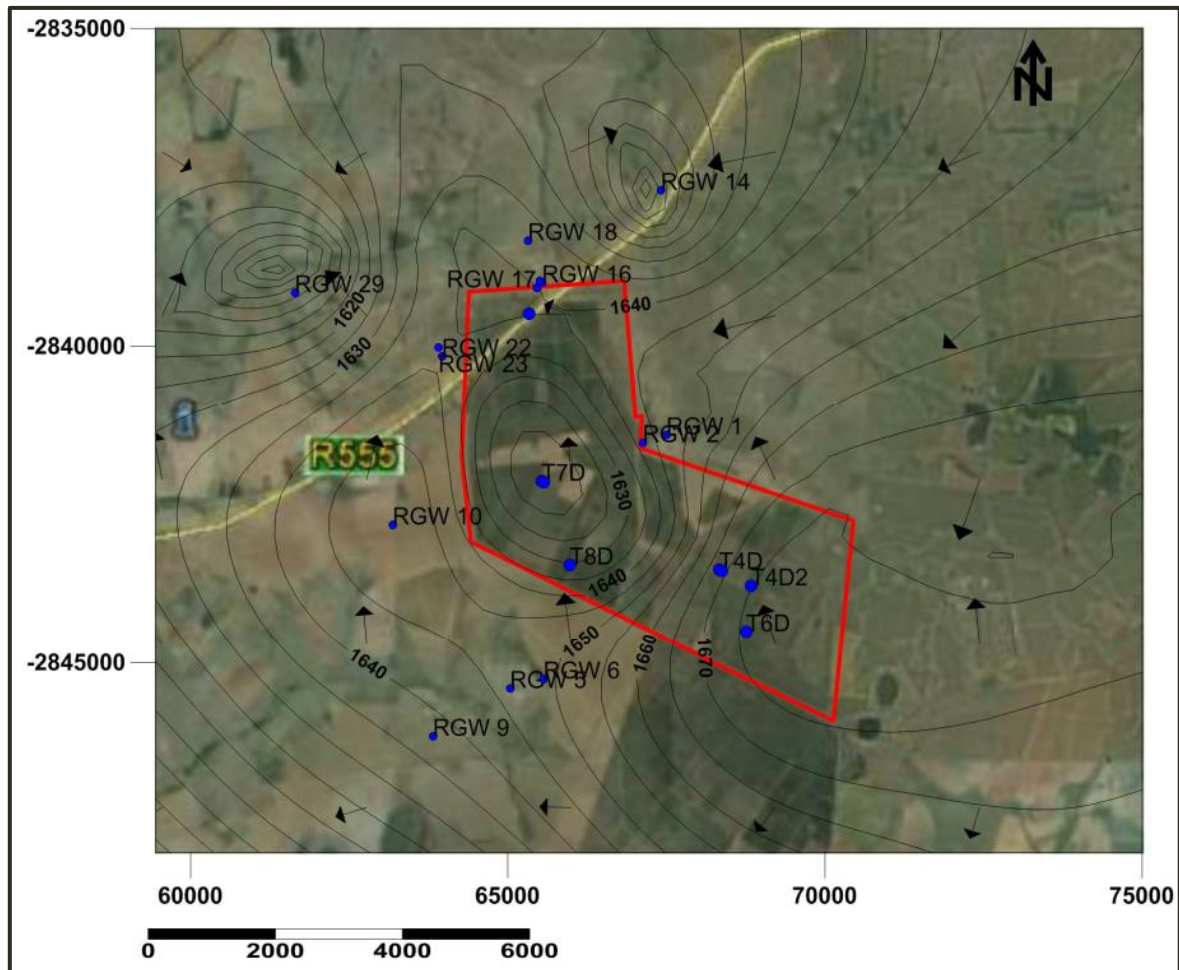 -2835000
N
RGW 14
RGW 18
RGW 17
RGW 16
RGW 29
1620
1640
-2840000
1630
RGW 22
RGW 23
RGW 1
RGW 2
R555
T7D
1630
RGW 10
T8D
T4D
1640
T4D2
T6D
1650
1660
1670
-2845000
1640
RGW 6
RGW 5
RGW 9
60000
65000
70000
75000
0
2000
4000
6000